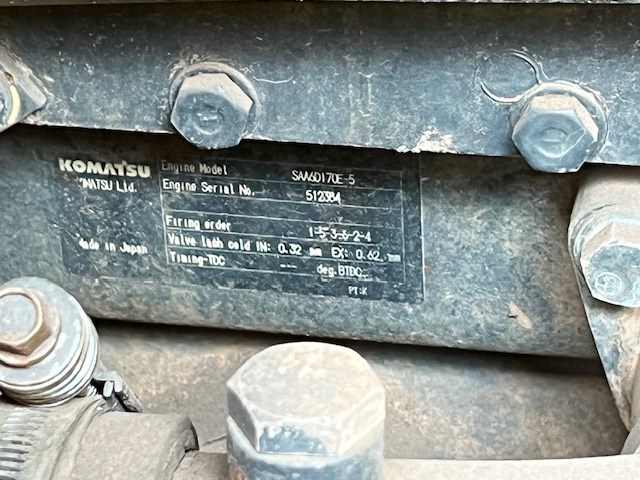 KOMATSU
Engine Model SAA6D170E-5
Engine Serial No. 512384
Firing order 1-5-3-6-2-4
Valve lash cold IN: 0.32 mm EX: 0.62 mm
Timing-TDC --- deg.BTDC
Made in Japan
PT:K